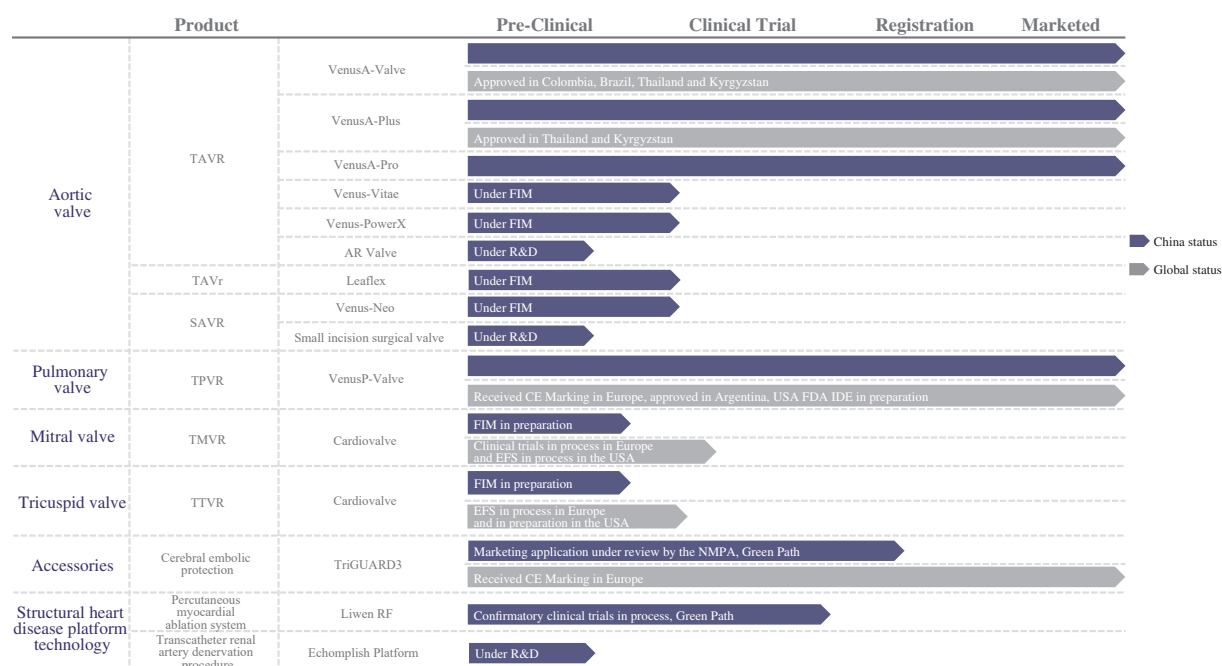 Product Pre-Clinical Clinical Trial Registration Marketed
Aortic
valve
TAVR
VenusA-Valve
Approved in Colombia, Brazil, Thailand and Kyrgyzstan
VenusA-Plus
Approved in Thailand and Kyrgyzstan
VenusA-Pro
Venus-Vitae
Under FIM
Venus-PowerX
Under FIM
AR Valve
Under R&D
TAVr
Leaflex
Under FIM
SAVR
Venus-Neo
Under FIM
Small incision surgical valve
Under R&D
China status
Global status
Pulmonary
valve
TPVR
VenusP-Valve
Received CE Marking in Europe, approved in Argentina, USA FDA IDE in preparation
Mitral valve
TMVR
Cardiovalve
FIM in preparation
Clinical trials in process in Europe
and EFS in process in the USA
Tricuspid valve
TTVR
Cardiovalve
FIM in preparation
EFS in process in Europe
and in preparation in the USA
Accessories
Cerebral embolic
protection
TriGUARD3
Marketing application under review by the NMPA, Green Path
Received CE Marking in Europe
Structural heart
disease platform
technology
Percutaneous
myocardial
ablation system
Liwen RF
Confirmatory clinical trials in process, Green Path
Transcatheter renal
artery denervation
procedure
Echomplish Platform
Under R&D